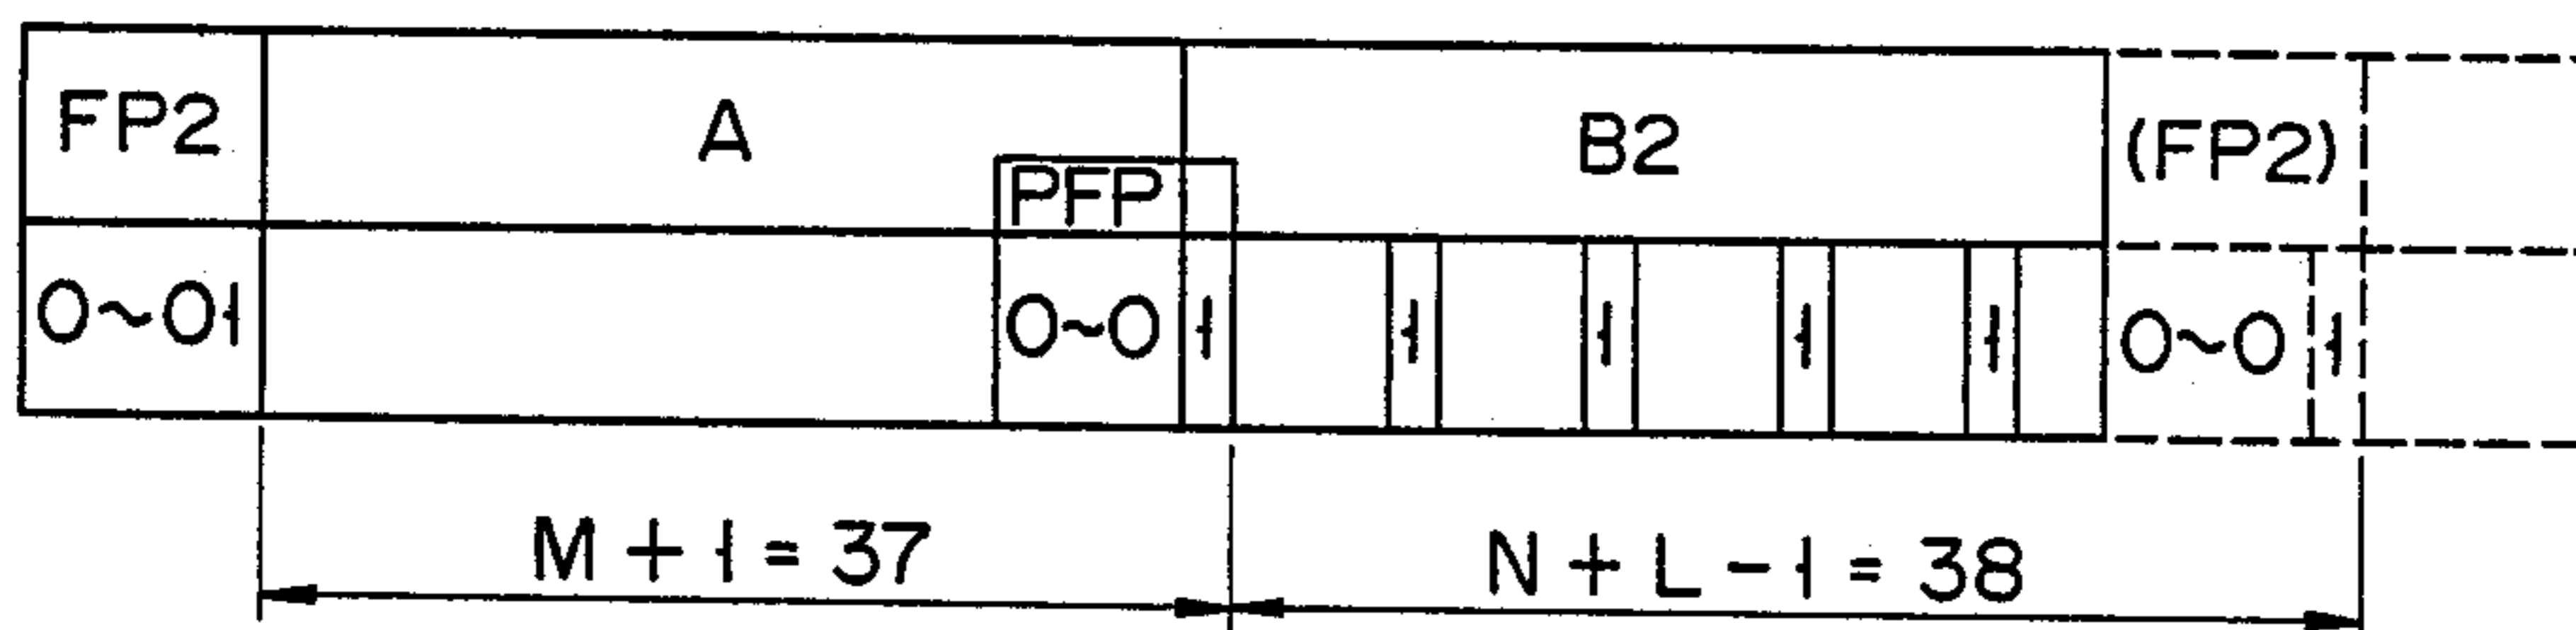 FP2 A B2 (FP2)
PFP
0~01 0~0 1 1 1 1 1 0~0 1
M + 1 = 37 N + L - 1 = 38